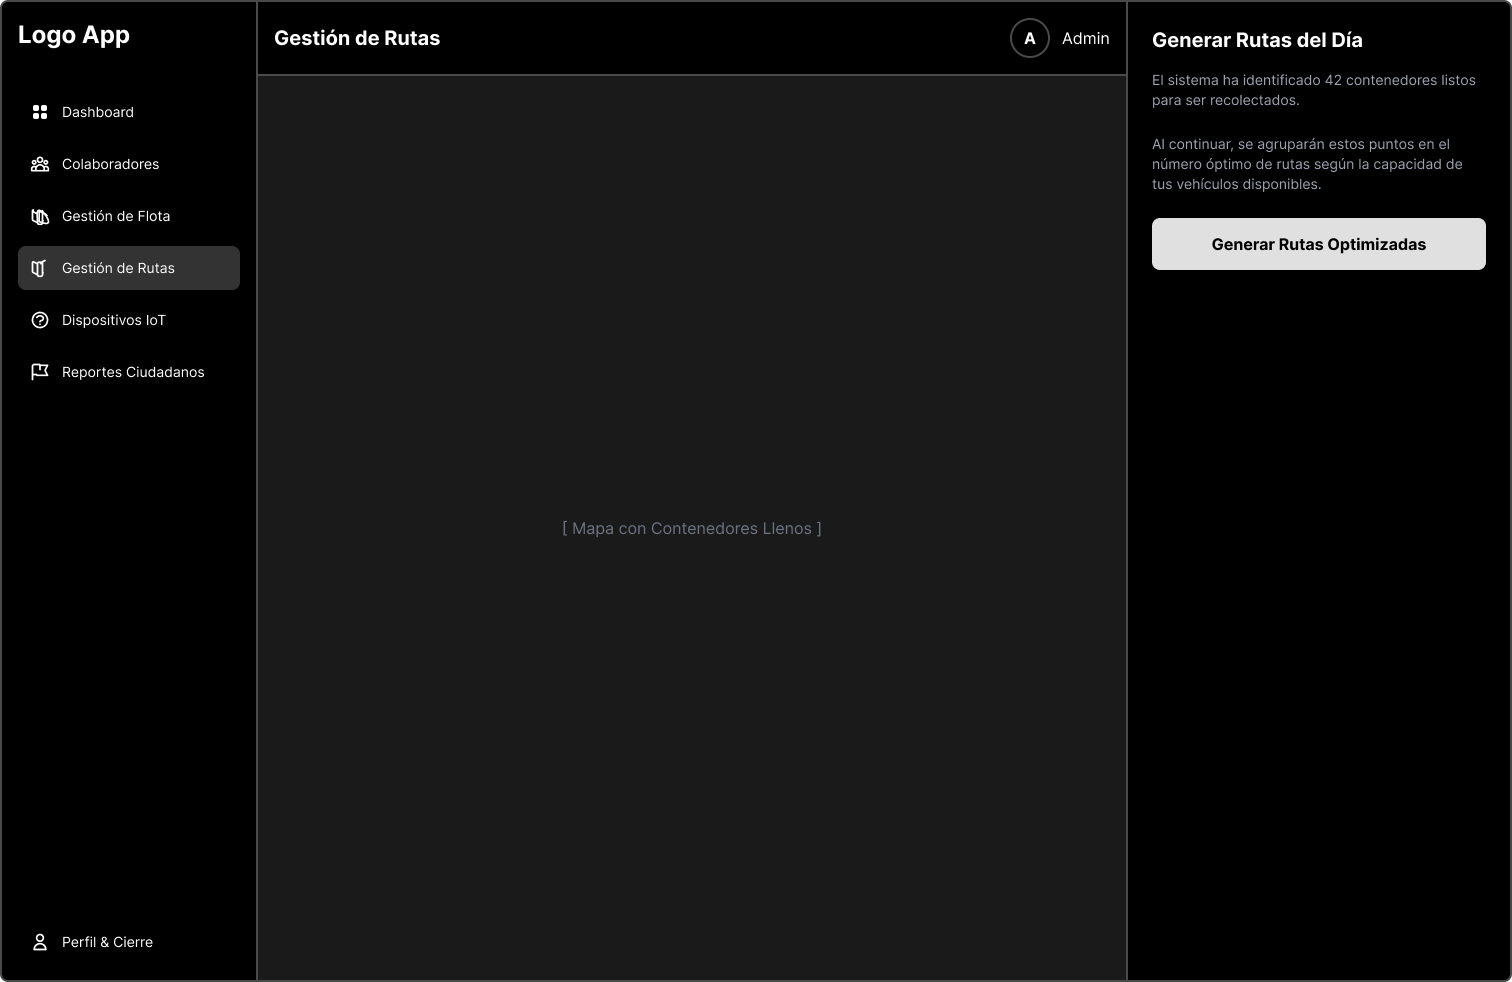 Logo App
Dashboard
Colaboradores
Gestión de Flota
Gestión de Rutas
Dispositivos IoT
Reportes Ciudadanos
Perfil & Cierre
Gestión de Rutas
A
Admin
[ Mapa con Contenedores Llenos ]
Generar Rutas del Día
El sistema ha identificado 42 contenedores listos
para ser recolectados.
Al continuar, se agruparán estos puntos en el
número óptimo de rutas según la capacidad de
tus vehículos disponibles.
Generar Rutas Optimizadas